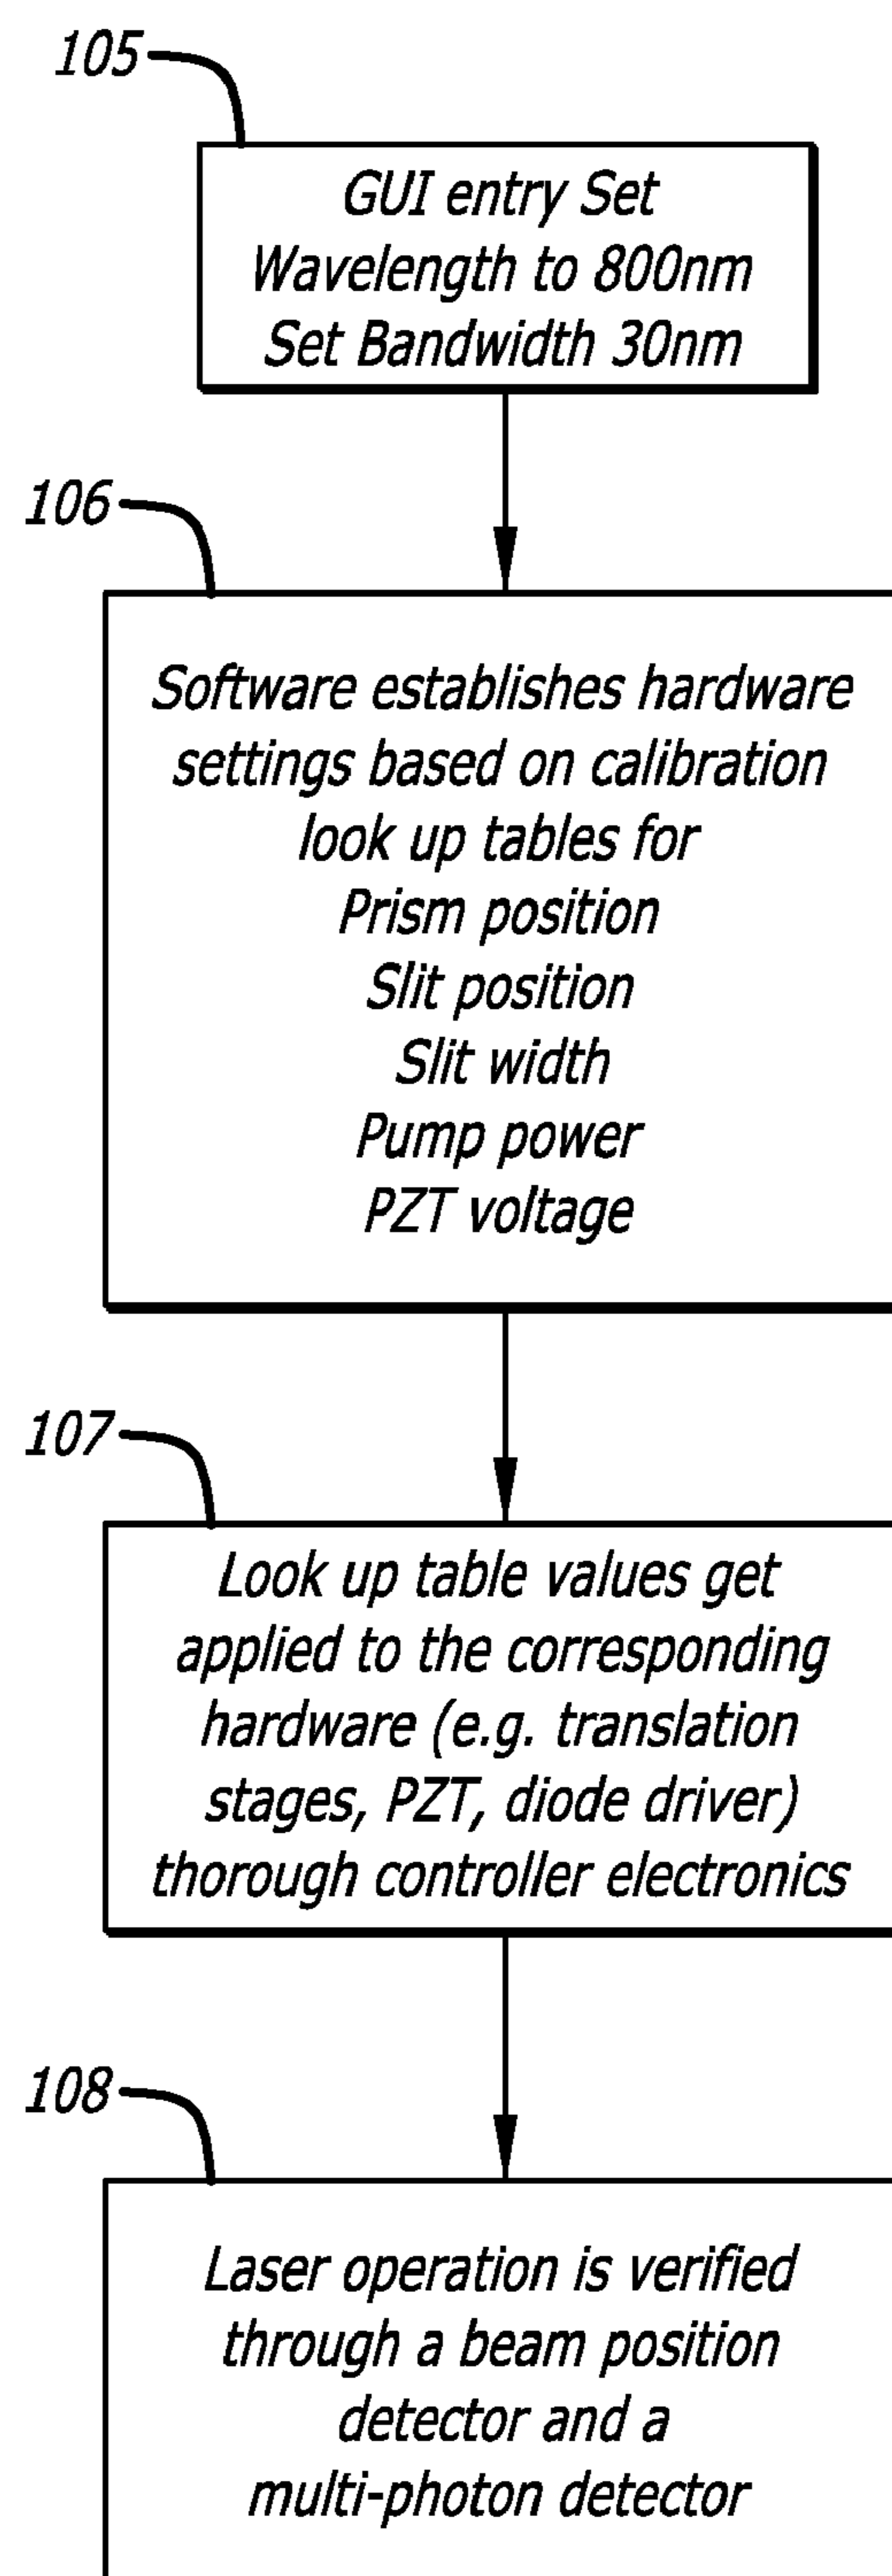 105
GUI entry Set
Wavelength to 800nm
Set Bandwidth 30nm
106
Software establishes hardware
settings based on calibration
look up tables for
Prism position
Slit position
Slit width
Pump power
PZT voltage
107
Look up table values get
applied to the corresponding
hardware (e.g. translation
stages, PZT, diode driver)
thorough controller electronics
108
Laser operation is verified
through a beam position
detector and a
multi-photon detector